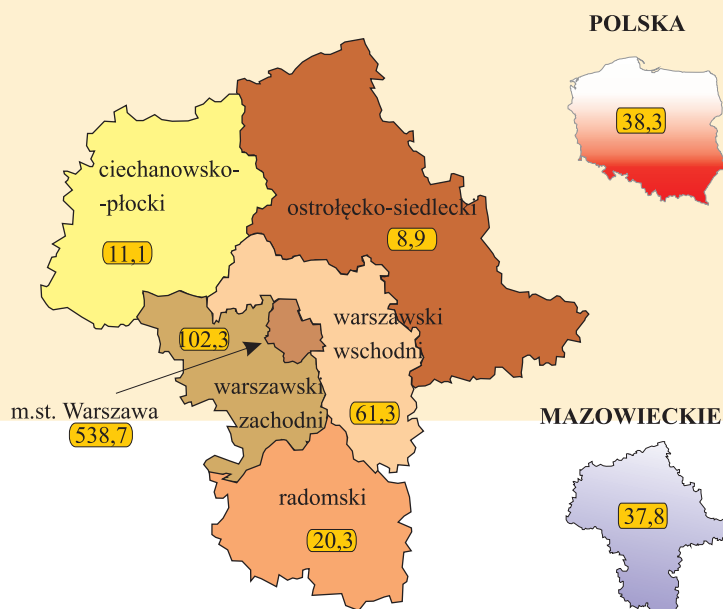 POLSKA
38,3
ciechanowsko-
-płocki
11,1
ostrołęcko-siedlecki
8,9
102,3
warszawski
wschodni
61,3
warszawski
zachodni
m.st. Warszawa
538,7
MAZOWIECKIE
37,8
radomski
20,3